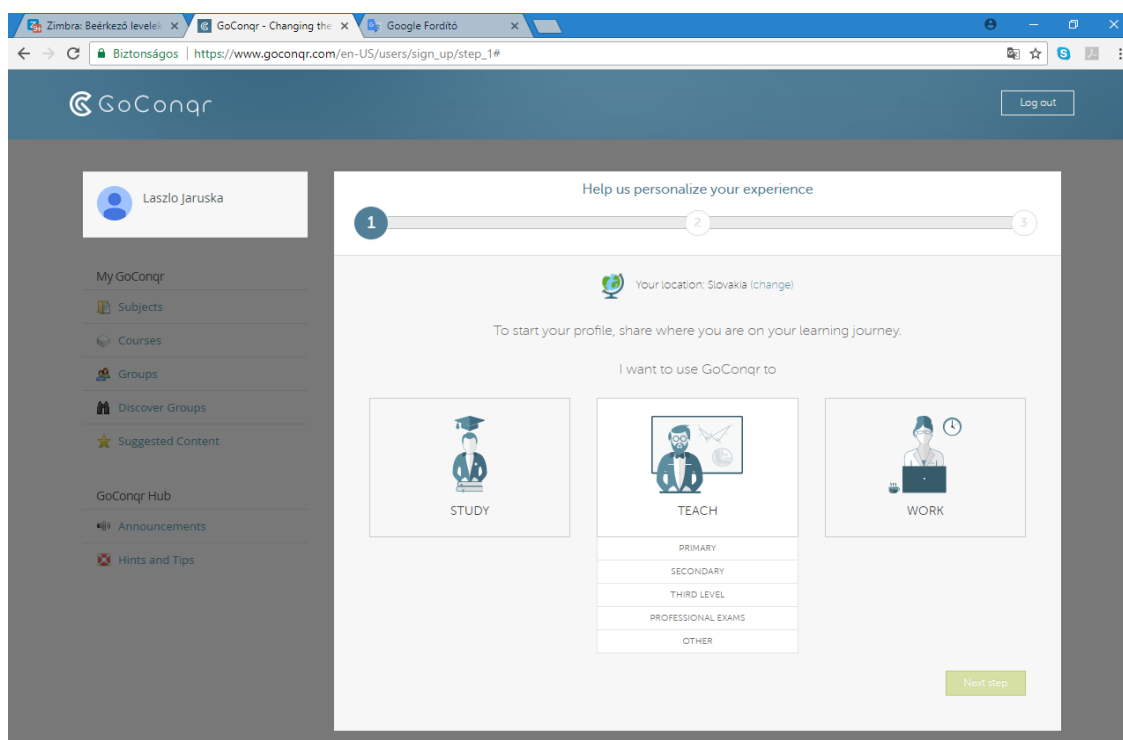 Zimbra: Beérkező levelek
GoConqr - Changing the
Google Fordító
Biztonságos | https://www.goconqr.com/en-US/users/sign_up/step_1#
GoConqr
Log out
Laszlo Jaruska
My GoConqr
Subjects
Courses
Groups
Discover Groups
Suggested Content
GoConqr Hub
Announcements
Hints and Tips
Help us personalize your experience
1 2 3
Your location: Slovakia (change)
To start your profile, share where you are on your learning journey.
I want to use GoConqr to
STUDY
TEACH
WORK
PRIMARY
SECONDARY
THIRD LEVEL
PROFESSIONAL EXAMS
OTHER
Next step